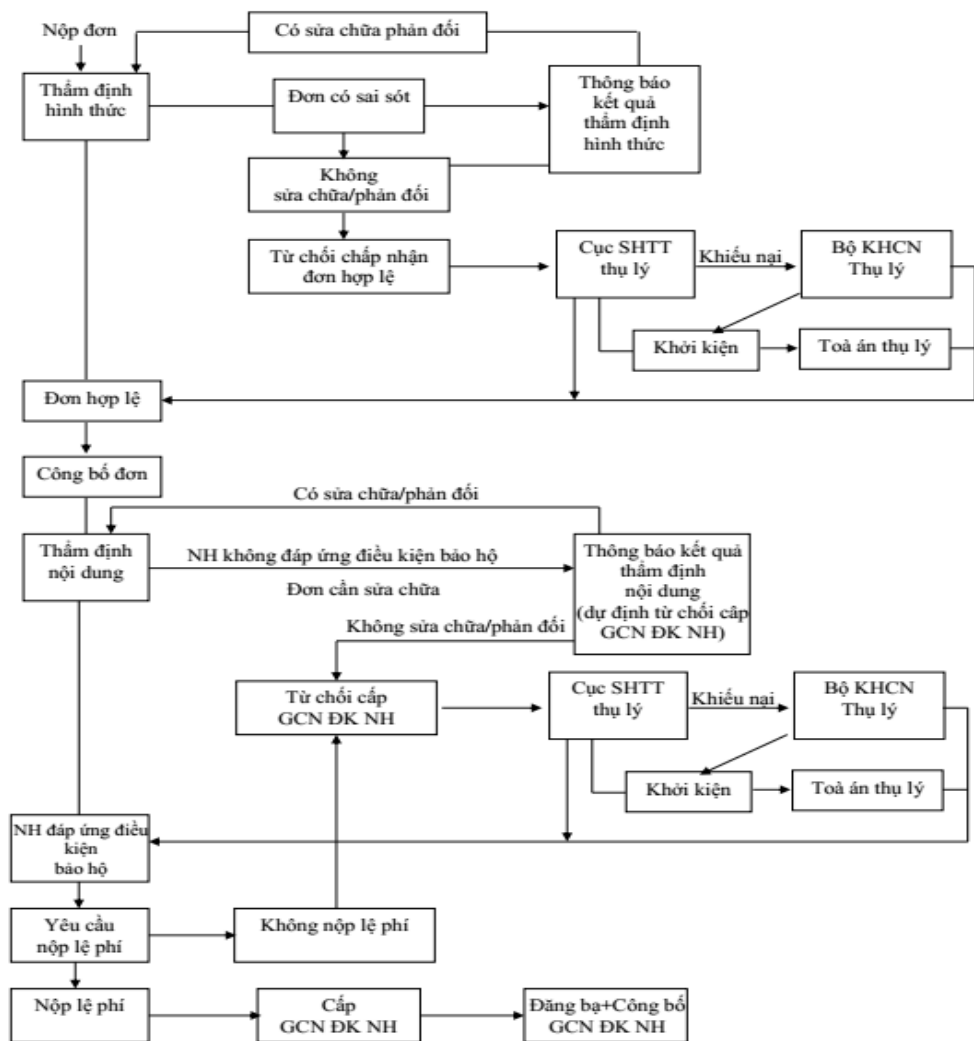 Nộp đơn
Có sửa chữa phản đối
Thẩm định
hình thức
Đơn có sai sót
Thông báo
kết quả
thẩm định
hình thức
Không
sửa chữa/phản đối
Từ chối chấp nhận
đơn hợp lệ
Cục SHTT
thụ lý
Khiếu nại
Bộ KHCN
Thụ lý
Khởi kiện
Toà án thụ lý
Đơn hợp lệ
Công bố đơn
Có sửa chữa/phản đối
Thẩm định
nội dung
NH không đáp ứng điều kiện bảo hộ
Đơn cần sửa chữa
Thông báo kết quả
thẩm định
nội dung
(dự định từ chối câp
GCN ĐK NH)
Không sửa chữa/phản đối
Từ chối cấp
GCN ĐK NH
Cục SHTT
thụ lý
Khiếu nại
Bộ KHCN
Thụ lý
Khởi kiện
Toà án thụ lý
NH đáp ứng điều
kiện
bảo hộ
Yêu cầu
nộp lệ phí
Không nộp lệ phí
Nộp lệ phí
Cấp
GCN ĐK NH
Đăng bạ+Công bố
GCN ĐK NH